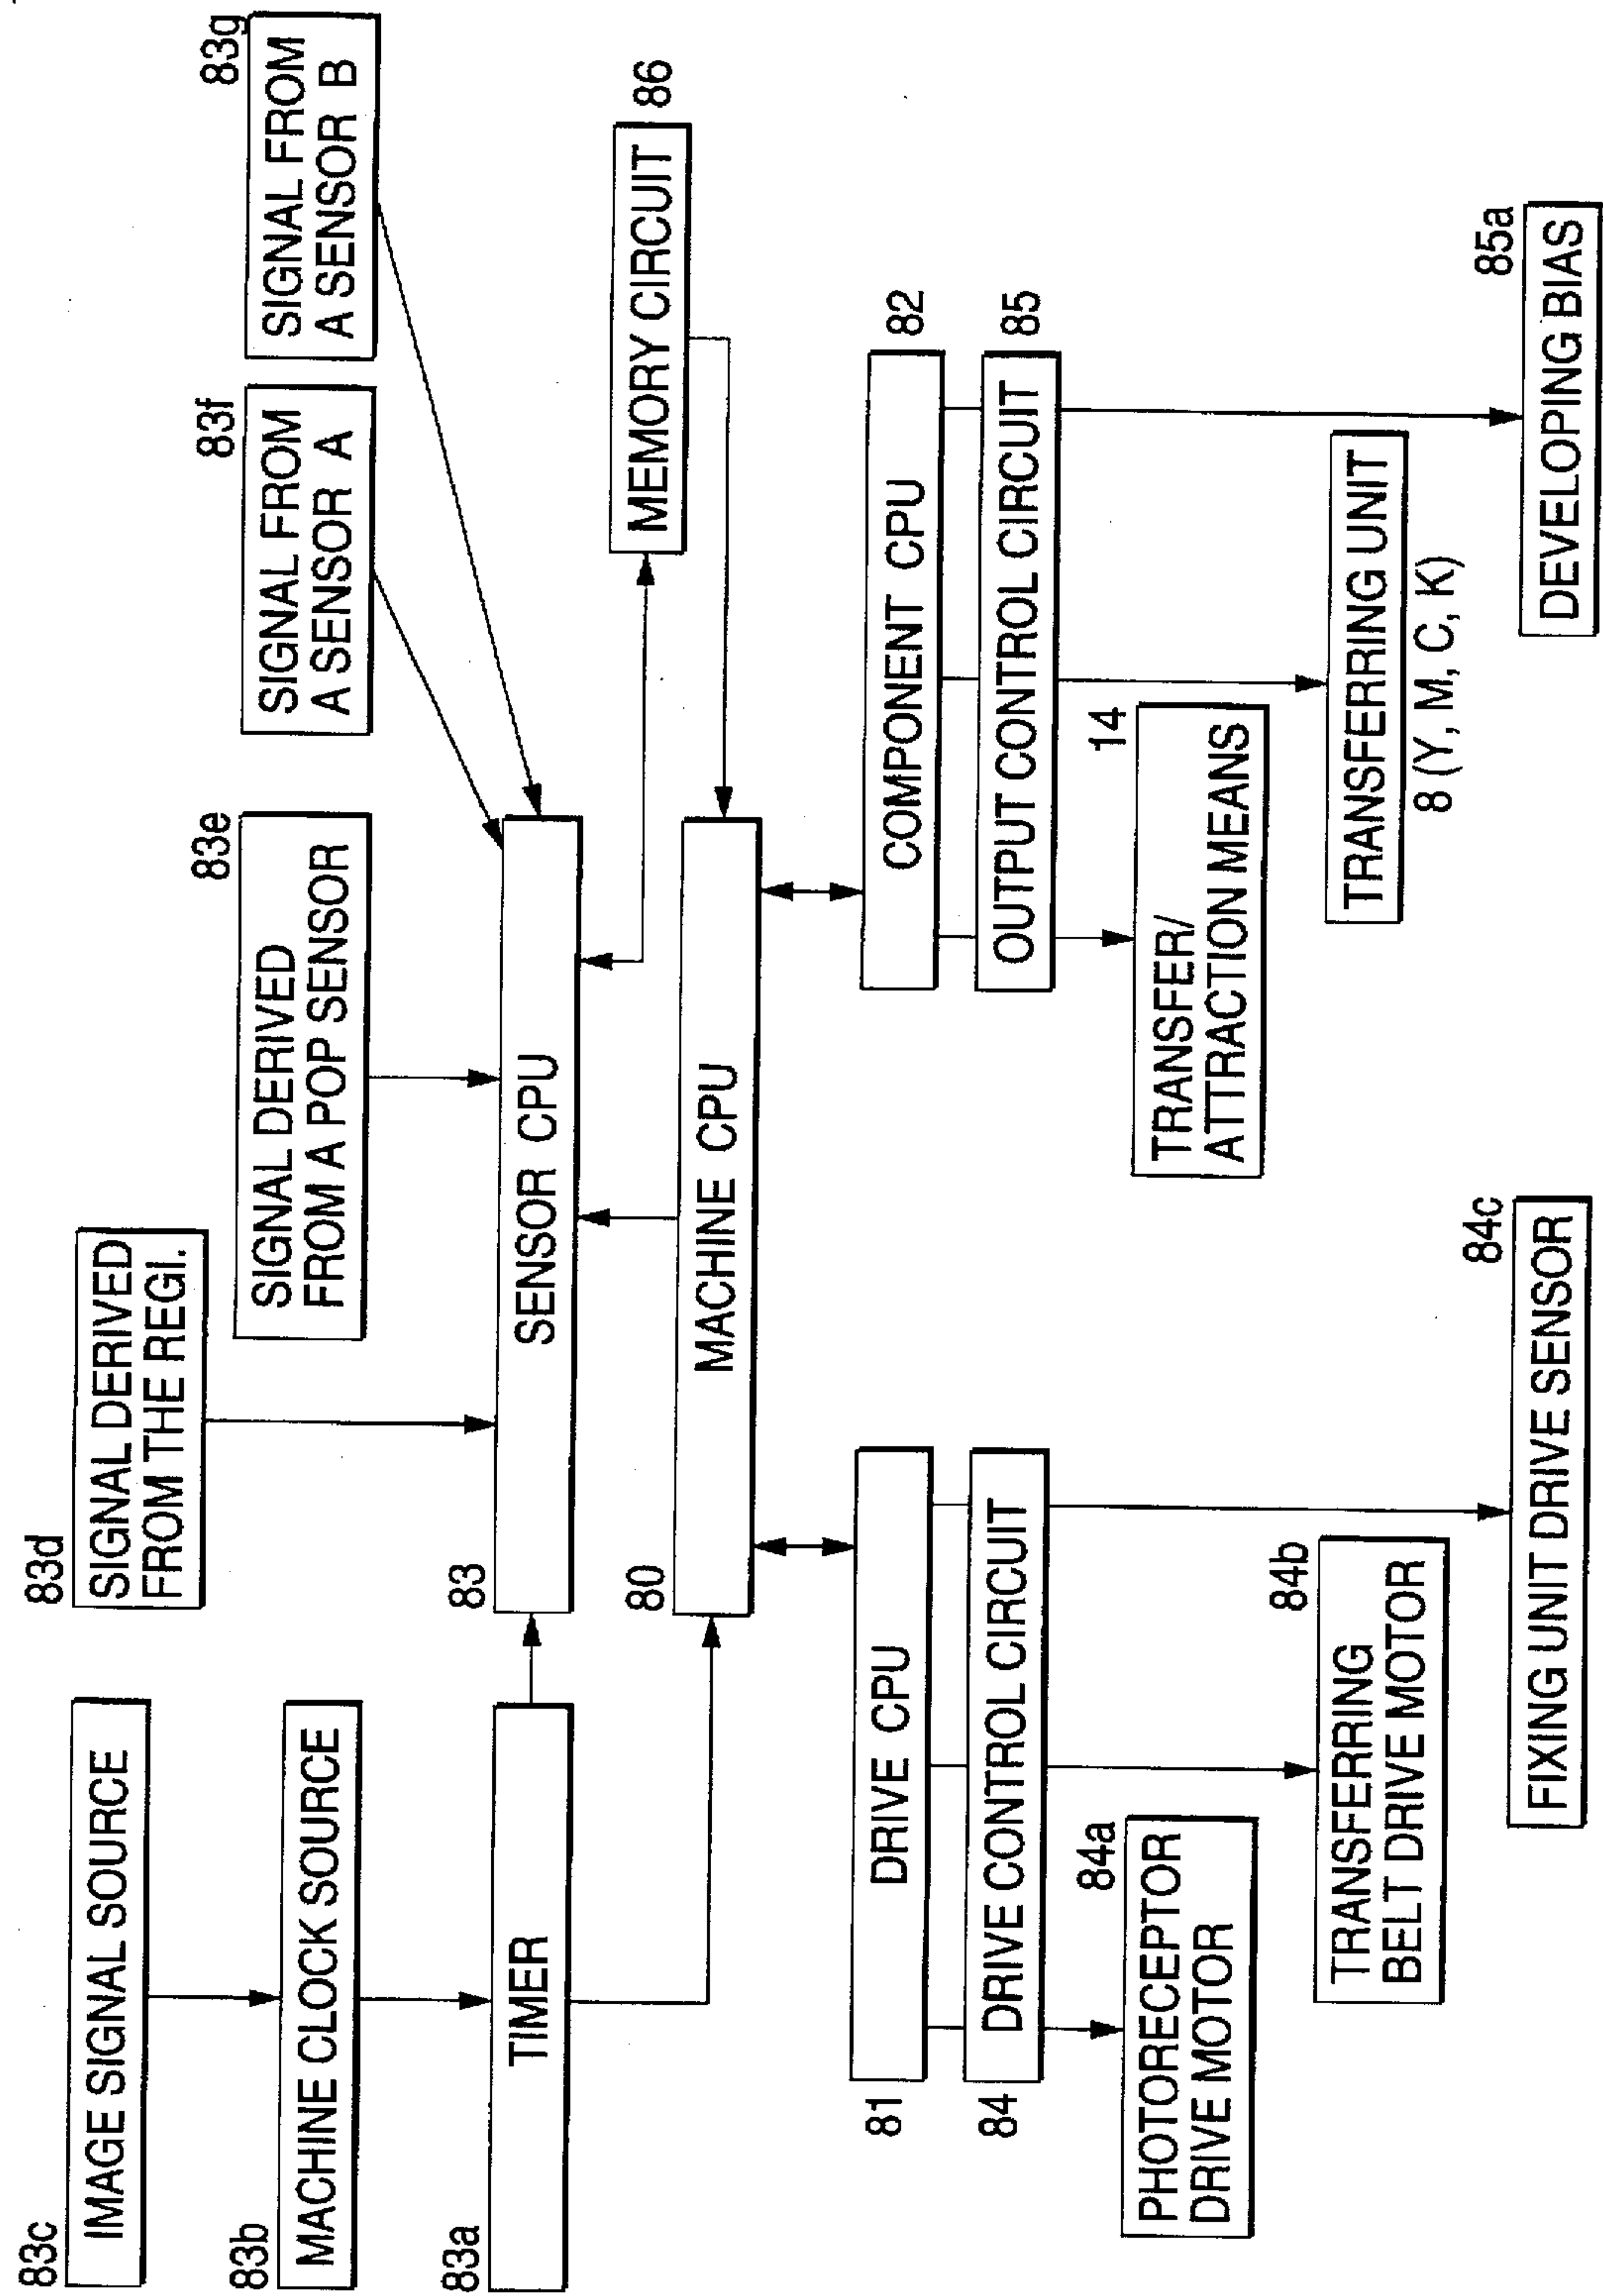 83c
IMAGE SIGNAL SOURCE
83b
MACHINE CLOCK SOURCE
83a
TIMER
83d
SIGNAL DERIVED
FROM THE REGI.
83e
SIGNAL DERIVED
FROM A POP SENSOR
83f
SIGNAL FROM
A SENSOR A
83g
SIGNAL FROM
A SENSOR B
83
SENSOR CPU
86
MEMORY CIRCUIT
80
MACHINE CPU
81
DRIVE CPU
84
DRIVE CONTROL CIRCUIT
84a
PHOTORECEPTOR
DRIVE MOTOR
84b
TRANSFERRING
BELT DRIVE MOTOR
84c
FIXING UNIT DRIVE SENSOR
82
COMPONENT CPU
85
OUTPUT CONTROL CIRCUIT
14
TRANSFER/
ATTRACTION MEANS
TRANSFERRING UNIT
8 (Y, M, C, K)
85a
DEVELOPING BIAS